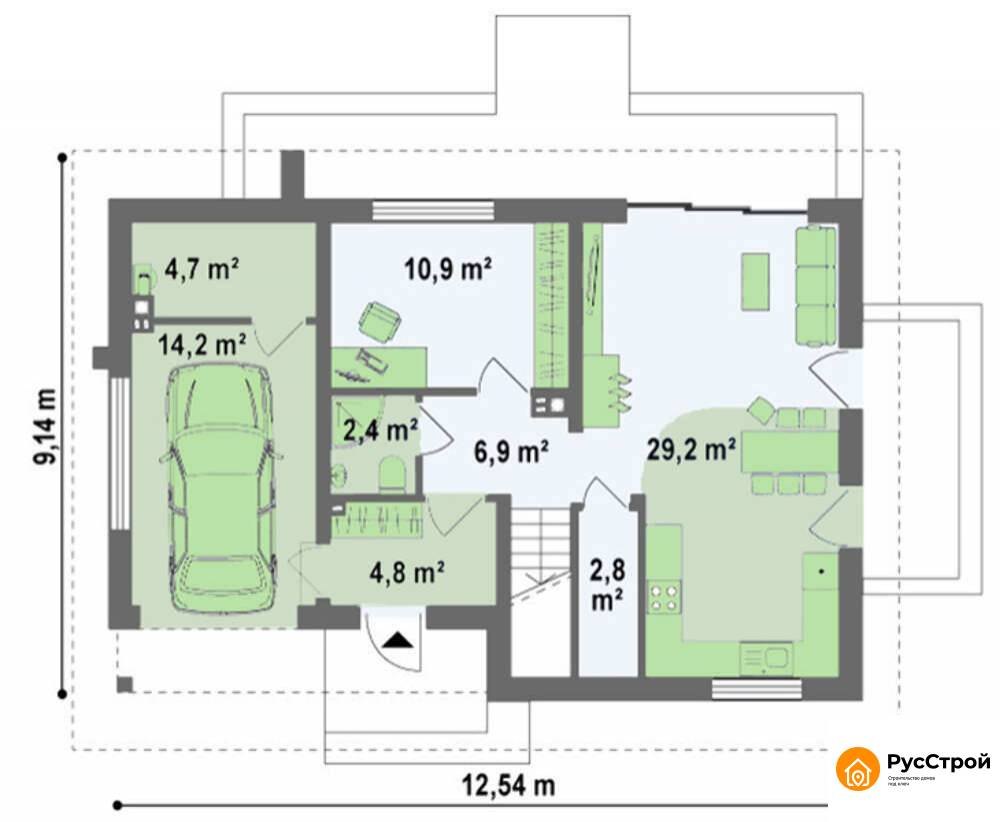 4,7 m²
10,9 m²
14,2 m²
2,4 m²
6,9 m²
29,2 m²
4,8 m²
2,8
m²
9,14 m
12,54 m
РусСтрой
Строительство домов
под ключ